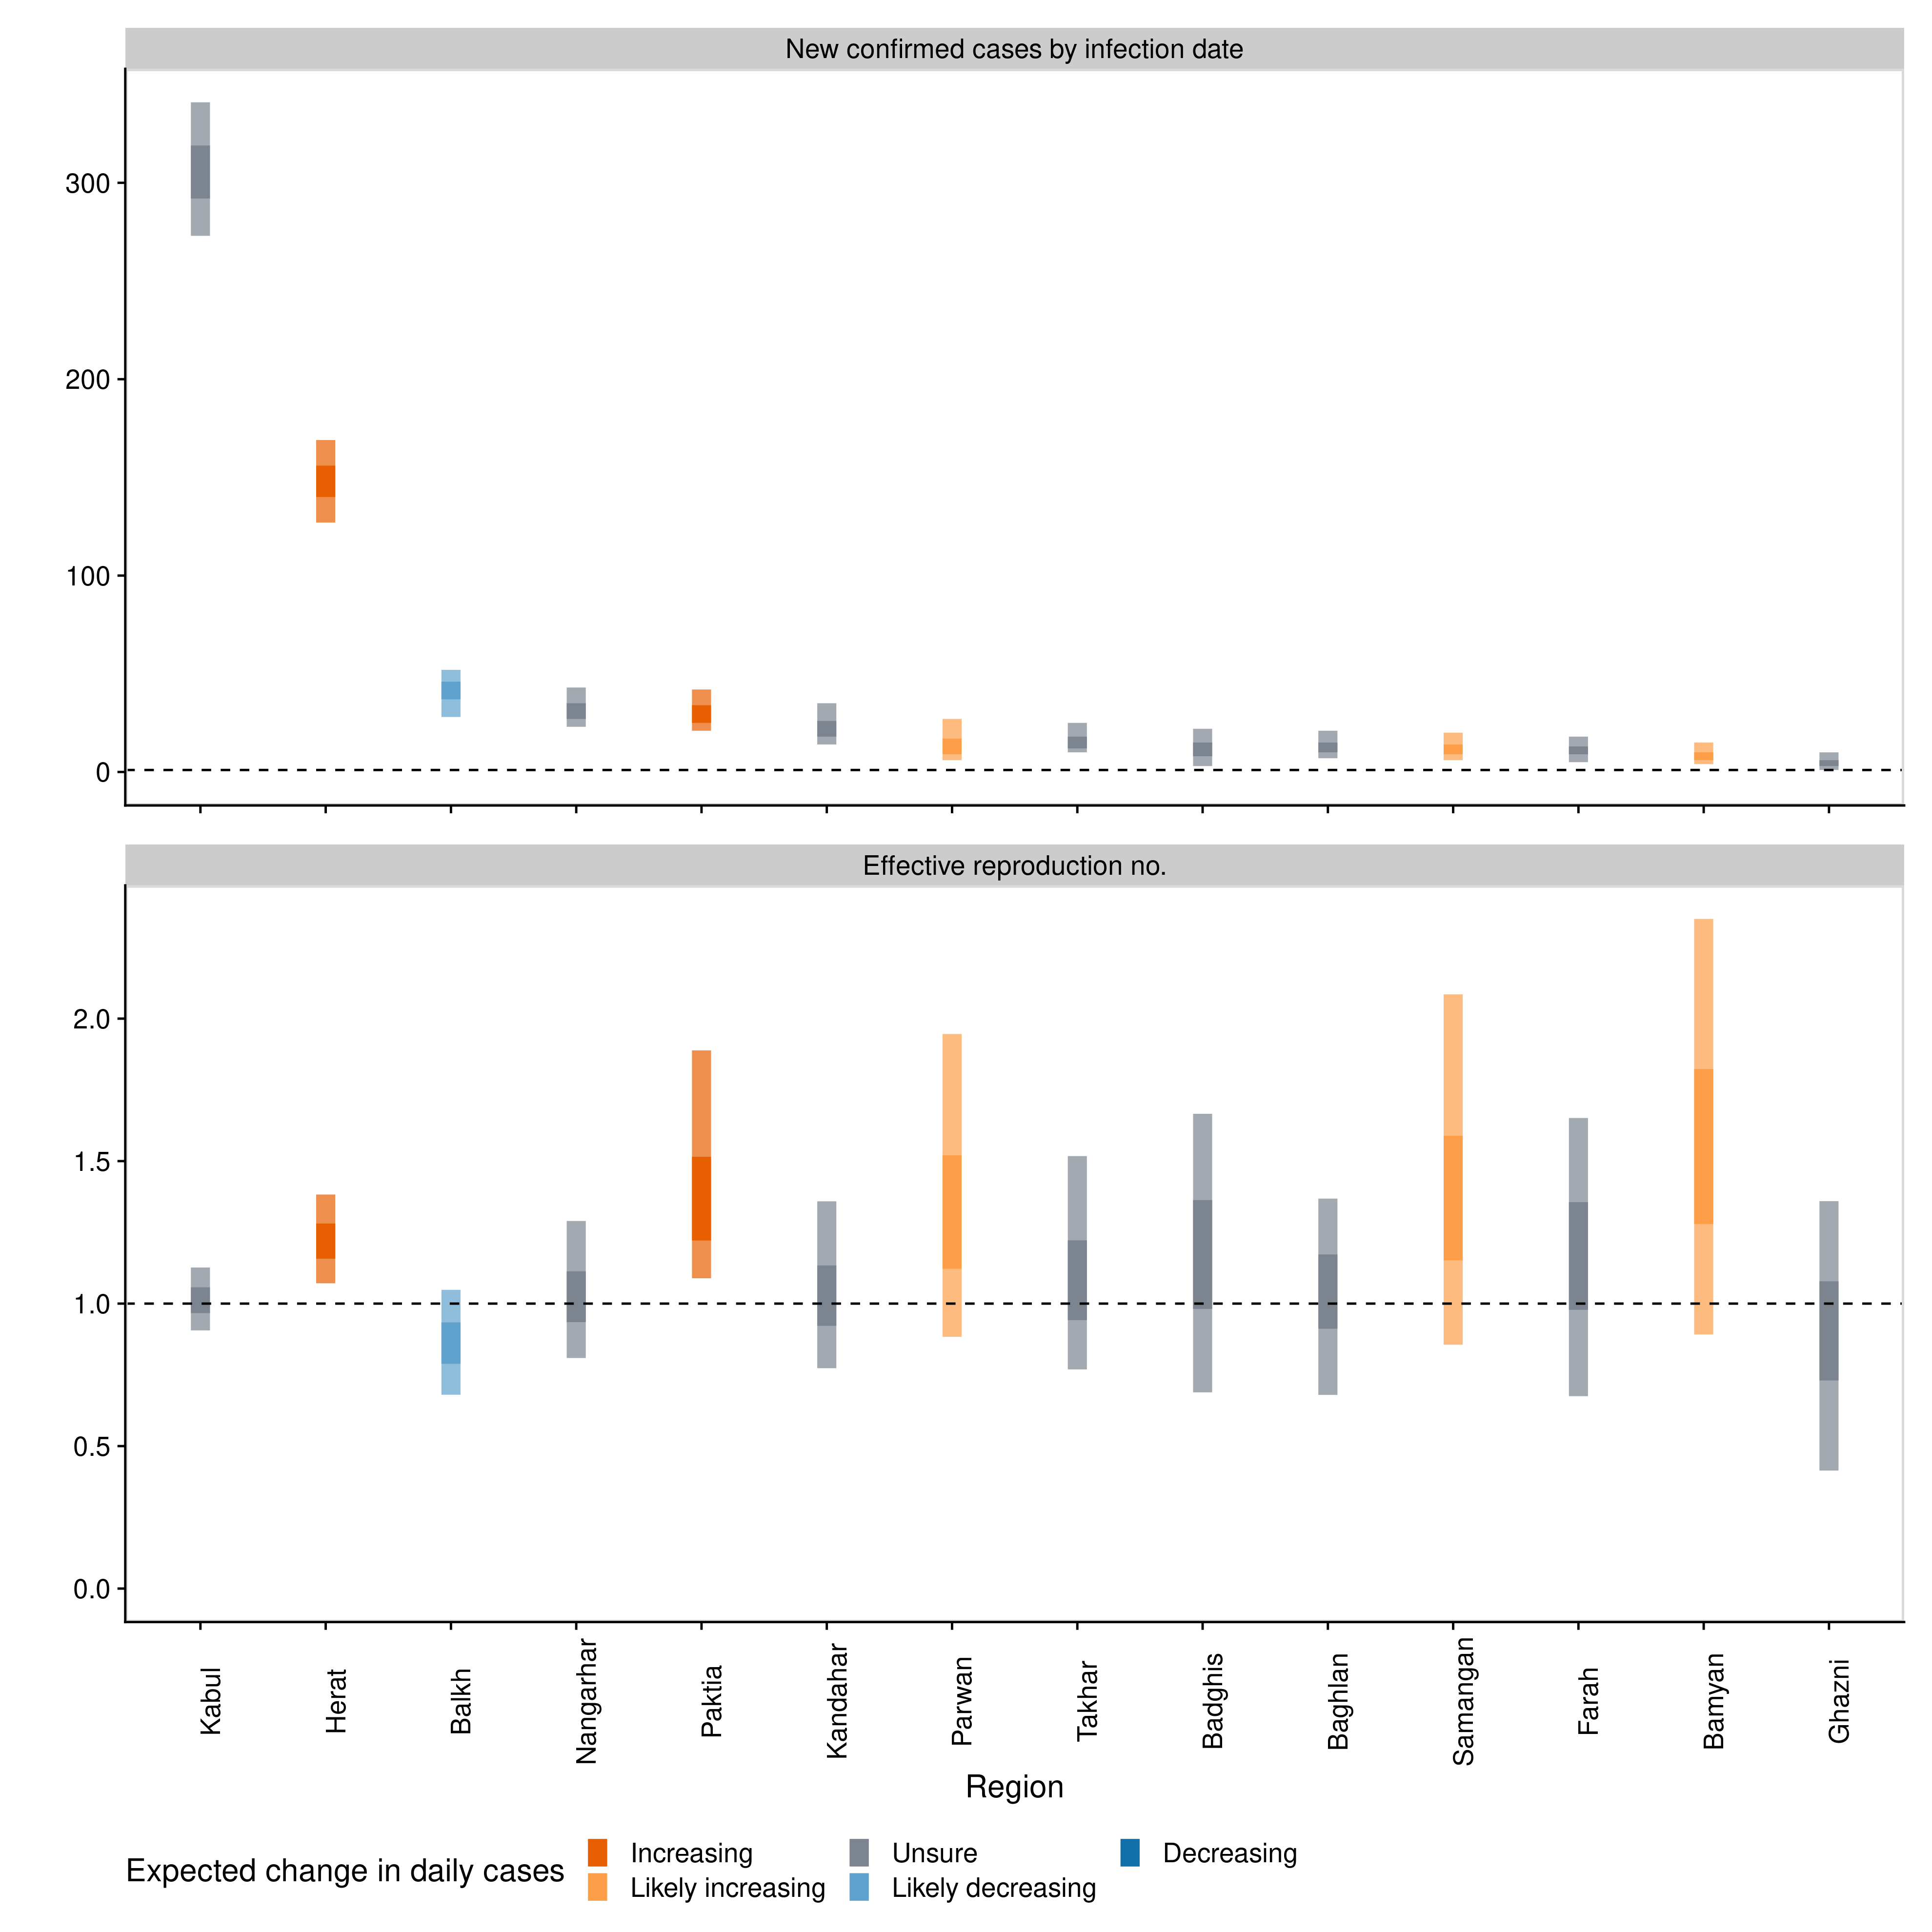 New confirmed cases by infection date
300
200
100
0
Effective reproduction no.
2.0
1.5
1.0
0.5
0.0
Kabul
Herat
Balkh
Nangarhar
Paktia
Kandahar
Parwan
Takhar
Badghis
Baghlan
Samangan
Farah
Bamyan
Ghazni
Region
Expected change in daily cases
Increasing
Likely increasing
Unsure
Likely decreasing
Decreasing